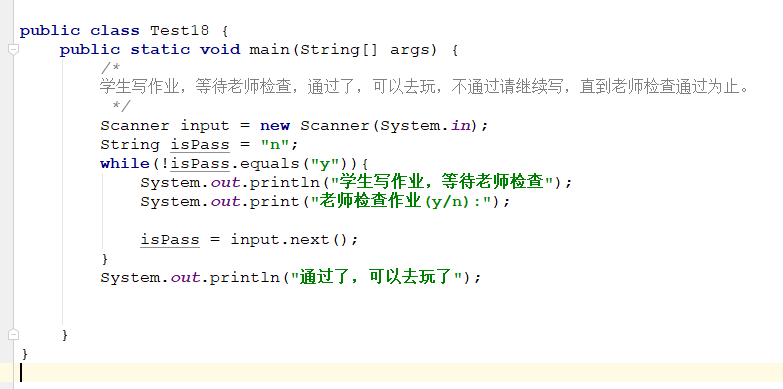 public class Test18 {
    public static void main(String[] args) {
        /*
        学生写作业，等待老师检查，通过了，可以去玩，不通过请继续写，直到老师检查通过为止。
         */
        Scanner input = new Scanner(System.in);
        String isPass = "n";
        while(!isPass.equals("y")){
            System.out.println("学生写作业，等待老师检查");
            System.out.print("老师检查作业(y/n):");
            isPass = input.next();
        }
        System.out.println("通过了，可以去玩了");
    }
}